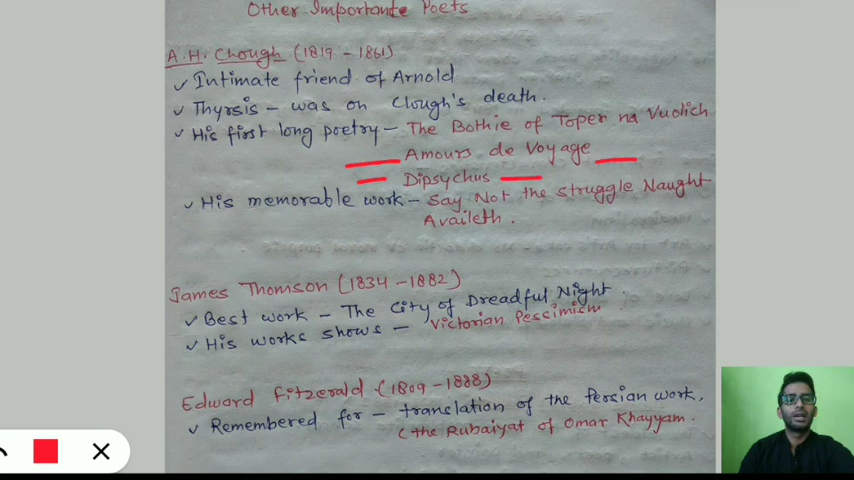 Other Importante Poets
A.H. Chough (1819 - 1861)
✓ Intimate friend of Arnold
✓ Thyrsis - was on Clough's death.
✓ His first long poetry - The Bothie of Toper na Vuolich
Amours de Voyage
Dipsychus
✓ His memorable work - Say Not the struggle Naught
Availeth.
James Thomson (1834 - 1882)
✓ Best work - The City of Dreadful Night
✓ His works shows - Victorian Pessimism
Edward Fitzerald (1809 - 1888)
✓ Remembered for - translation of the Persian work,
(the Rubaiyat of Omar Khayyam.